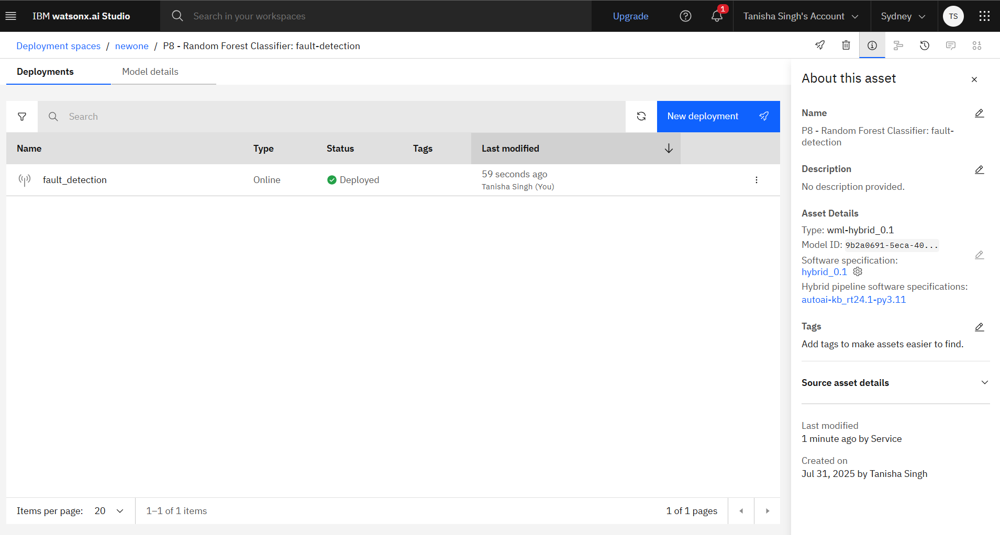 IBM watsonx.ai Studio
Search in your workspaces
Upgrade
1
Tanisha Singh's Account
Sydney
TS
Deployment spaces / newone / P8 - Random Forest Classifier: fault-detection
Deployments
Model details
Search
New deployment
Name
Type
Status
Tags
Last modified
fault_detection
Online
Deployed
59 seconds ago
Tanisha Singh (You)
Items per page: 20
1–1 of 1 items
1 of 1 pages
About this asset
Name
P8 - Random Forest Classifier: fault-
detection
Description
No description provided.
Asset Details
Type: wml-hybrid_0.1
Model ID: 9b2a0691-5eca-40...
Software specification:
hybrid_0.1
Hybrid pipeline software specifications:
autoai-kb_rt24.1-py3.11
Tags
Add tags to make assets easier to find.
Source asset details
Last modified
1 minute ago by Service
Created on
Jul 31, 2025 by Tanisha Singh